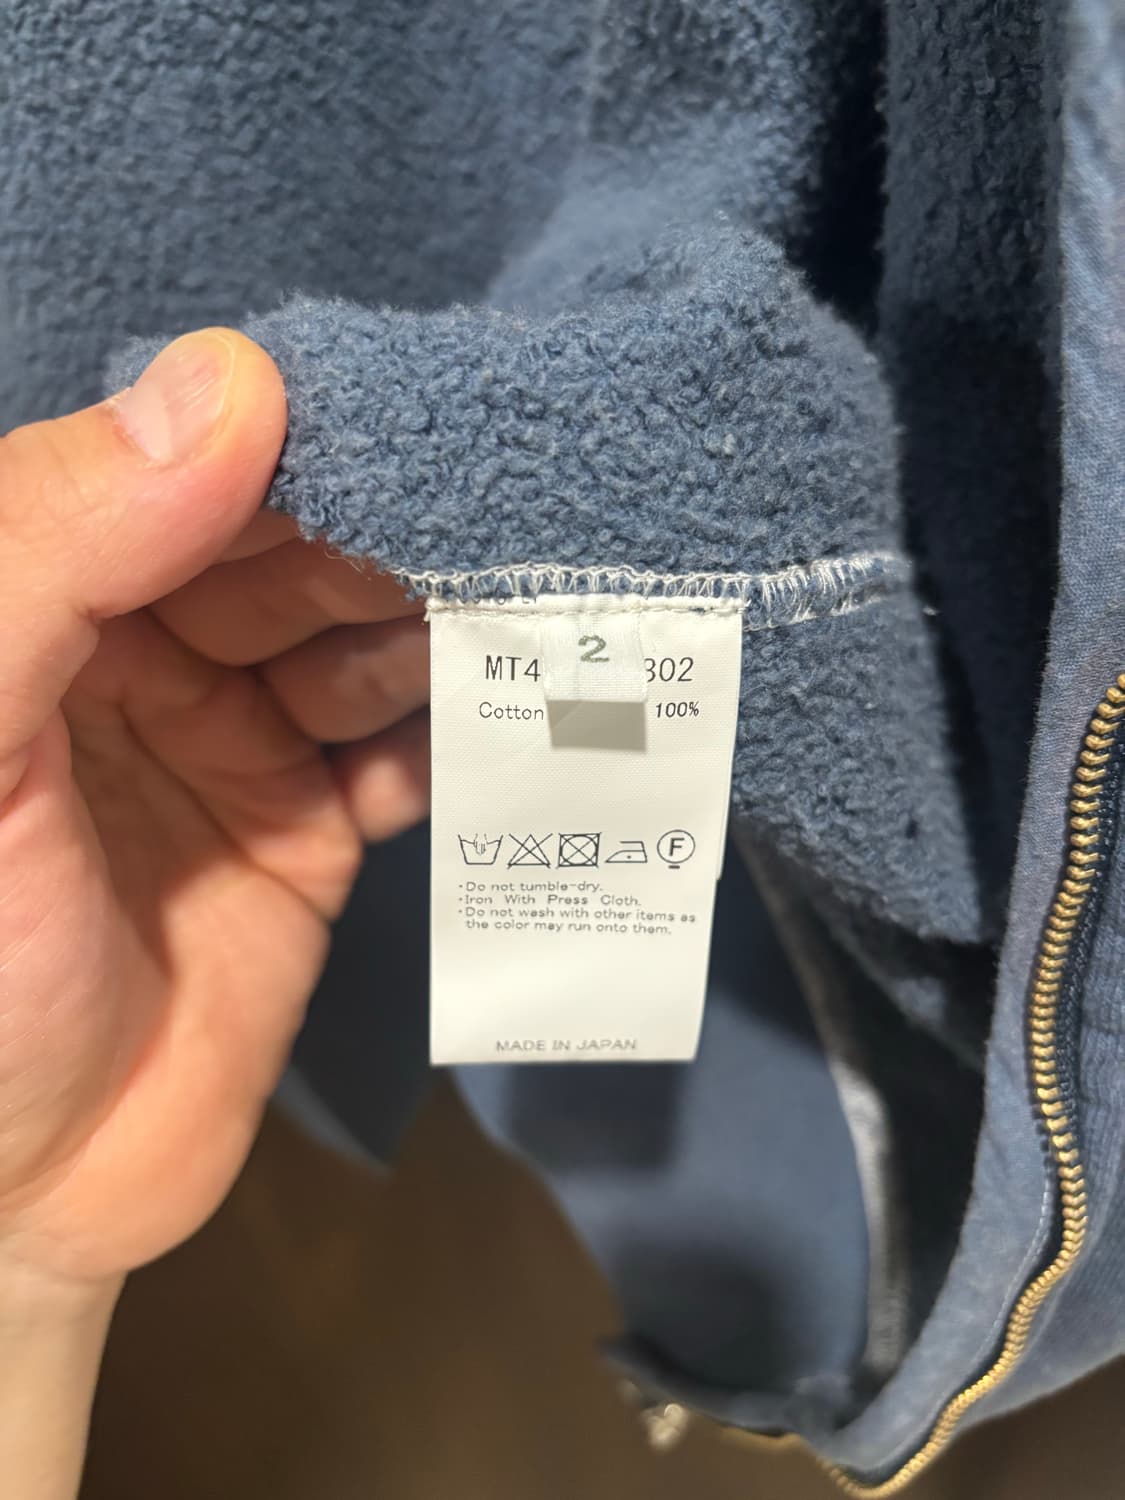 2
MT4 302
Cotton 100%
F
・Do not tumble-dry.
・Iron With Press Cloth.
・Do not wash with other items as
the color may run onto them.
MADE IN JAPAN